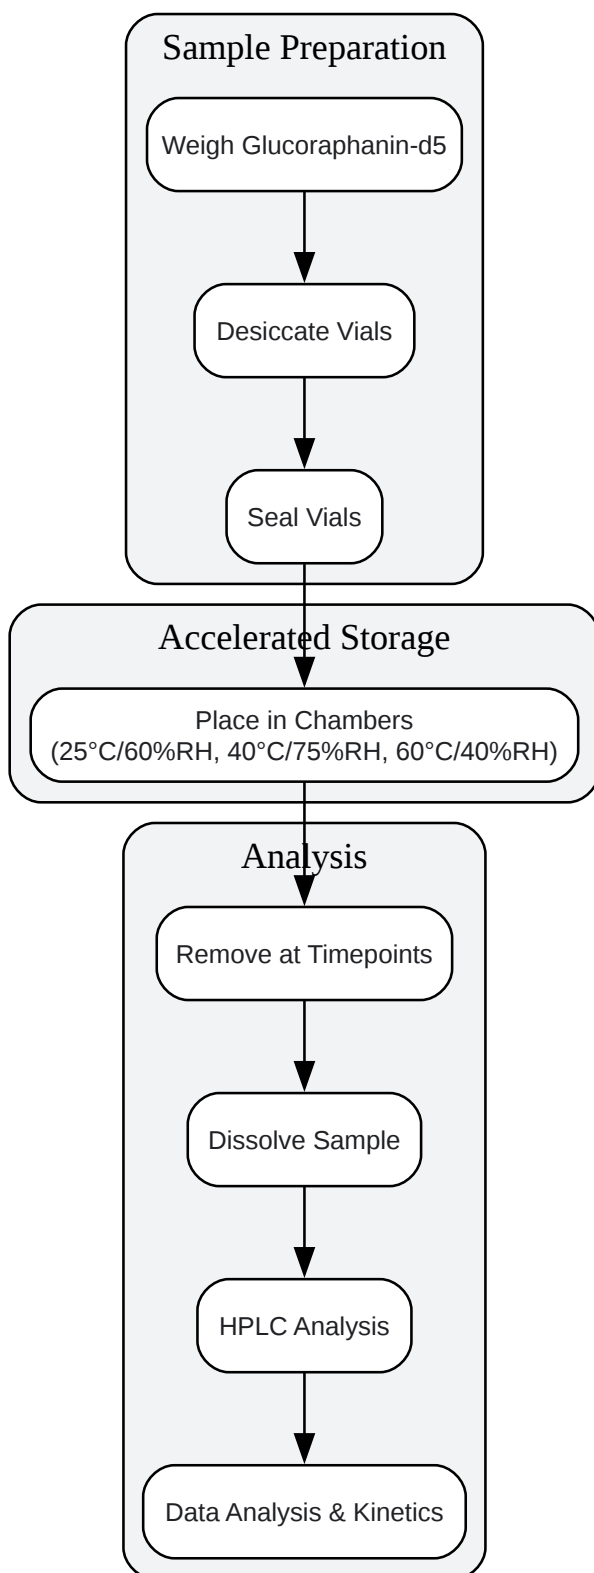 Sample Preparation
Weigh Glucoraphanin-d5
Desiccate Vials
Seal Vials
Accelerated Storage
Place in Chambers
(25°C/60%RH, 40°C/75%RH, 60°C/40%RH)
Analysis
Remove at Timepoints
Dissolve Sample
HPLC Analysis
Data Analysis & Kinetics